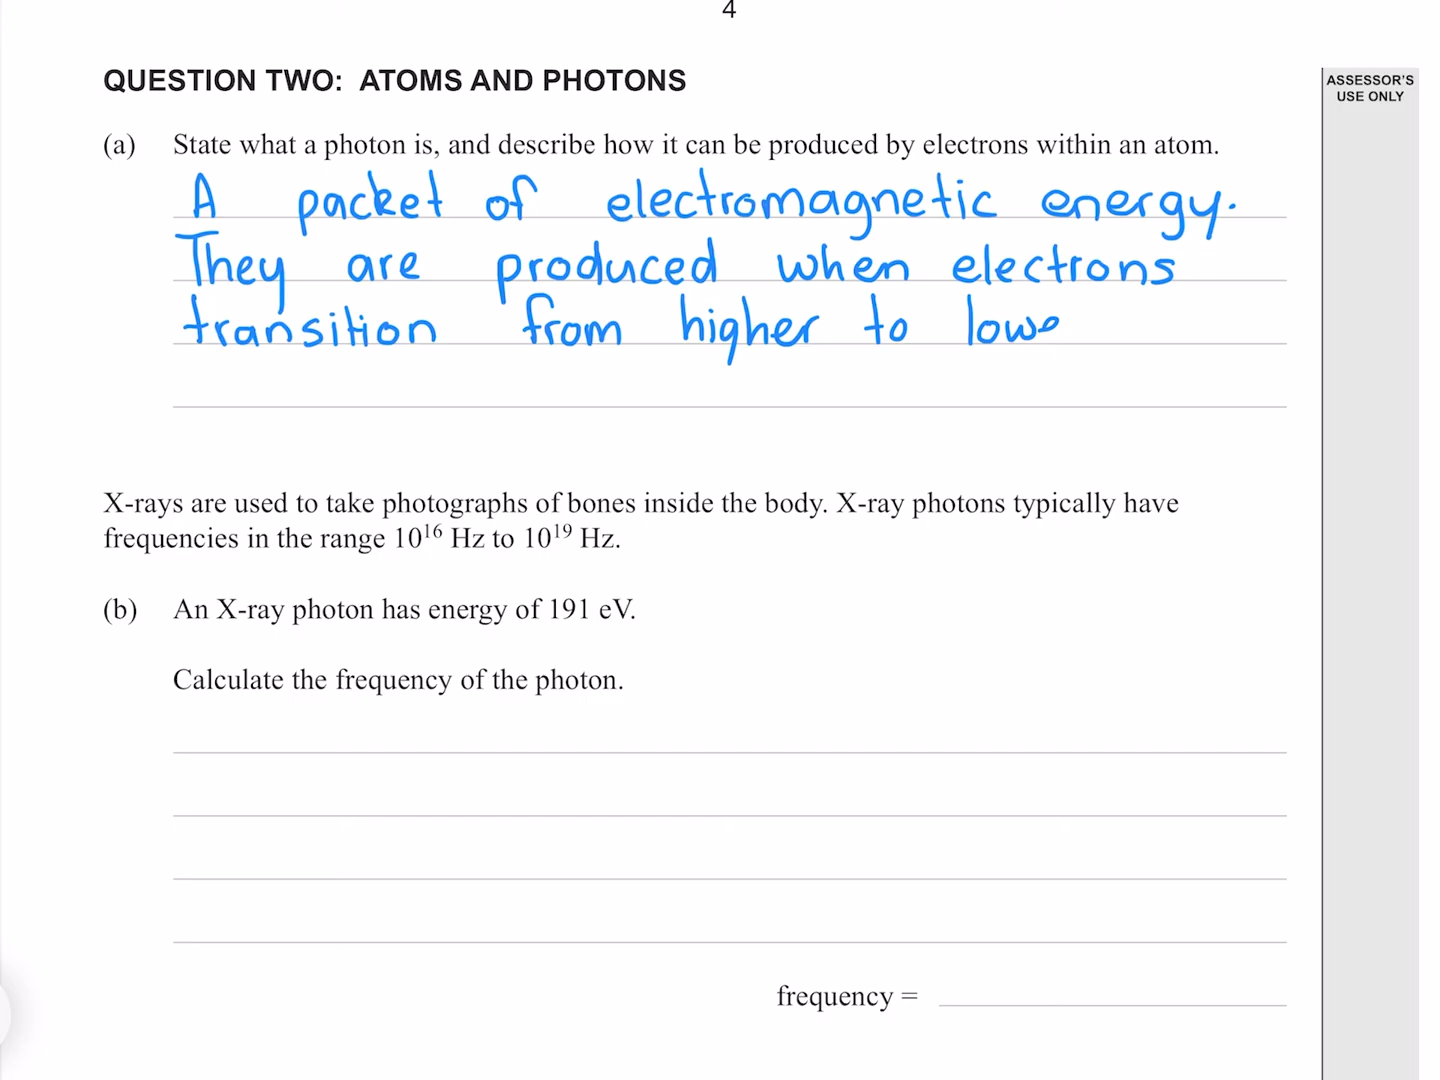 4
QUESTION TWO: ATOMS AND PHOTONS
ASSESSOR'S
USE ONLY
(a) State what a photon is, and describe how it can be produced by electrons within an atom.
A packet of electromagnetic energy.
They are produced when electrons
transition from higher to lowe
X-rays are used to take photographs of bones inside the body. X-ray photons typically have
frequencies in the range 10¹⁶ Hz to 10¹⁹ Hz.
(b) An X-ray photon has energy of 191 eV.
Calculate the frequency of the photon.
frequency =